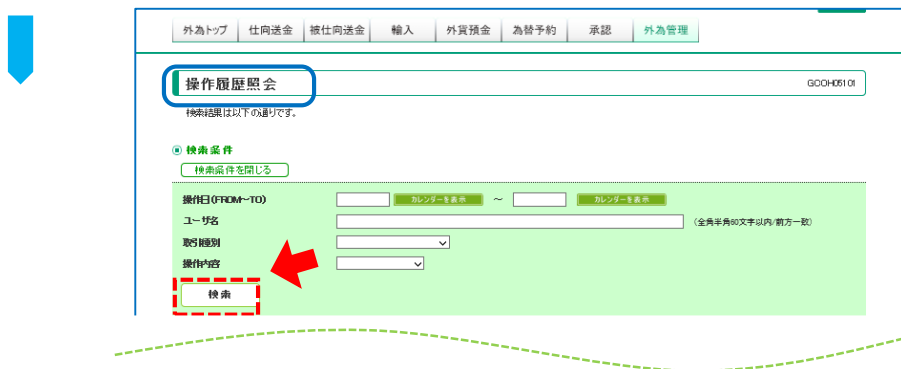 外為トップ 仕向送金 被仕向送金 輸入 外貨預金 為替予約 承認 外為管理
操作履歴照会 GCOH05101
検索結果は以下の通りです。
検索条件
検索条件を閉じる
操作日(FROM～TO) カレンダーを表示 ～ カレンダーを表示
ユーザ名 (全角半角60文字以内/前方一致)
取引種別
操作内容
検索